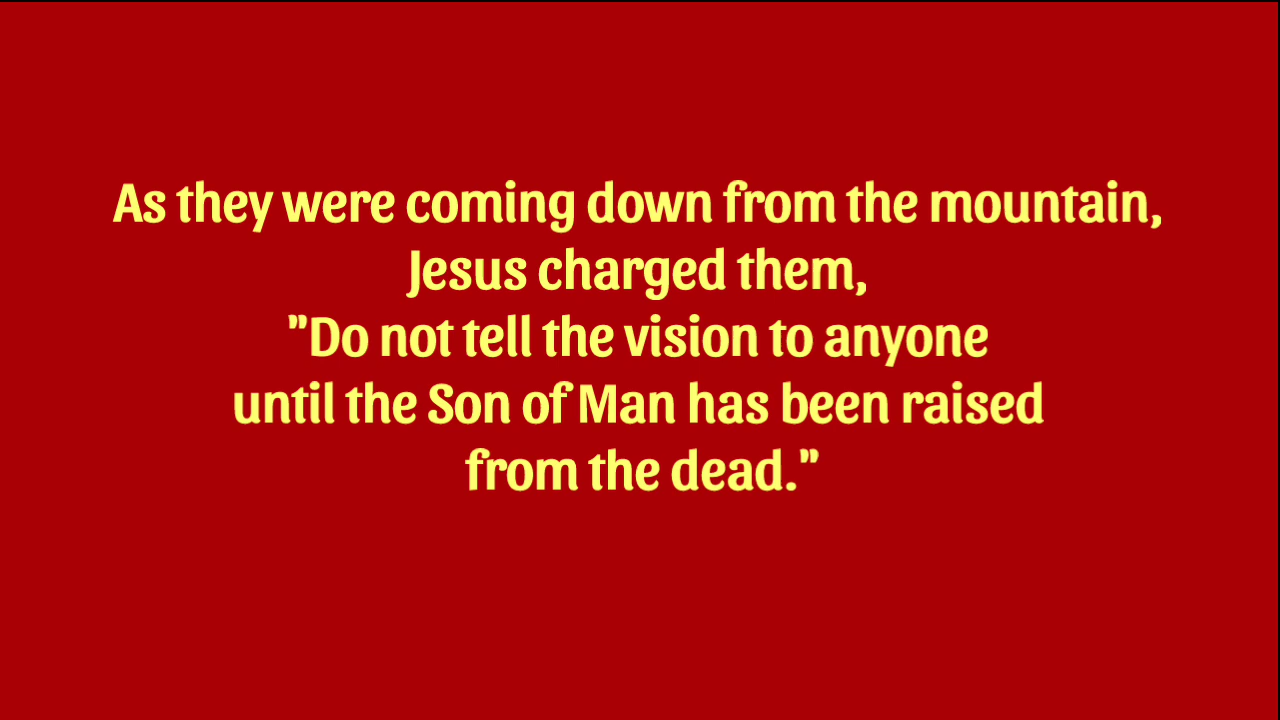 As they were coming down from the mountain,
Jesus charged them,
"Do not tell the vision to anyone
until the Son of Man has been raised
from the dead."